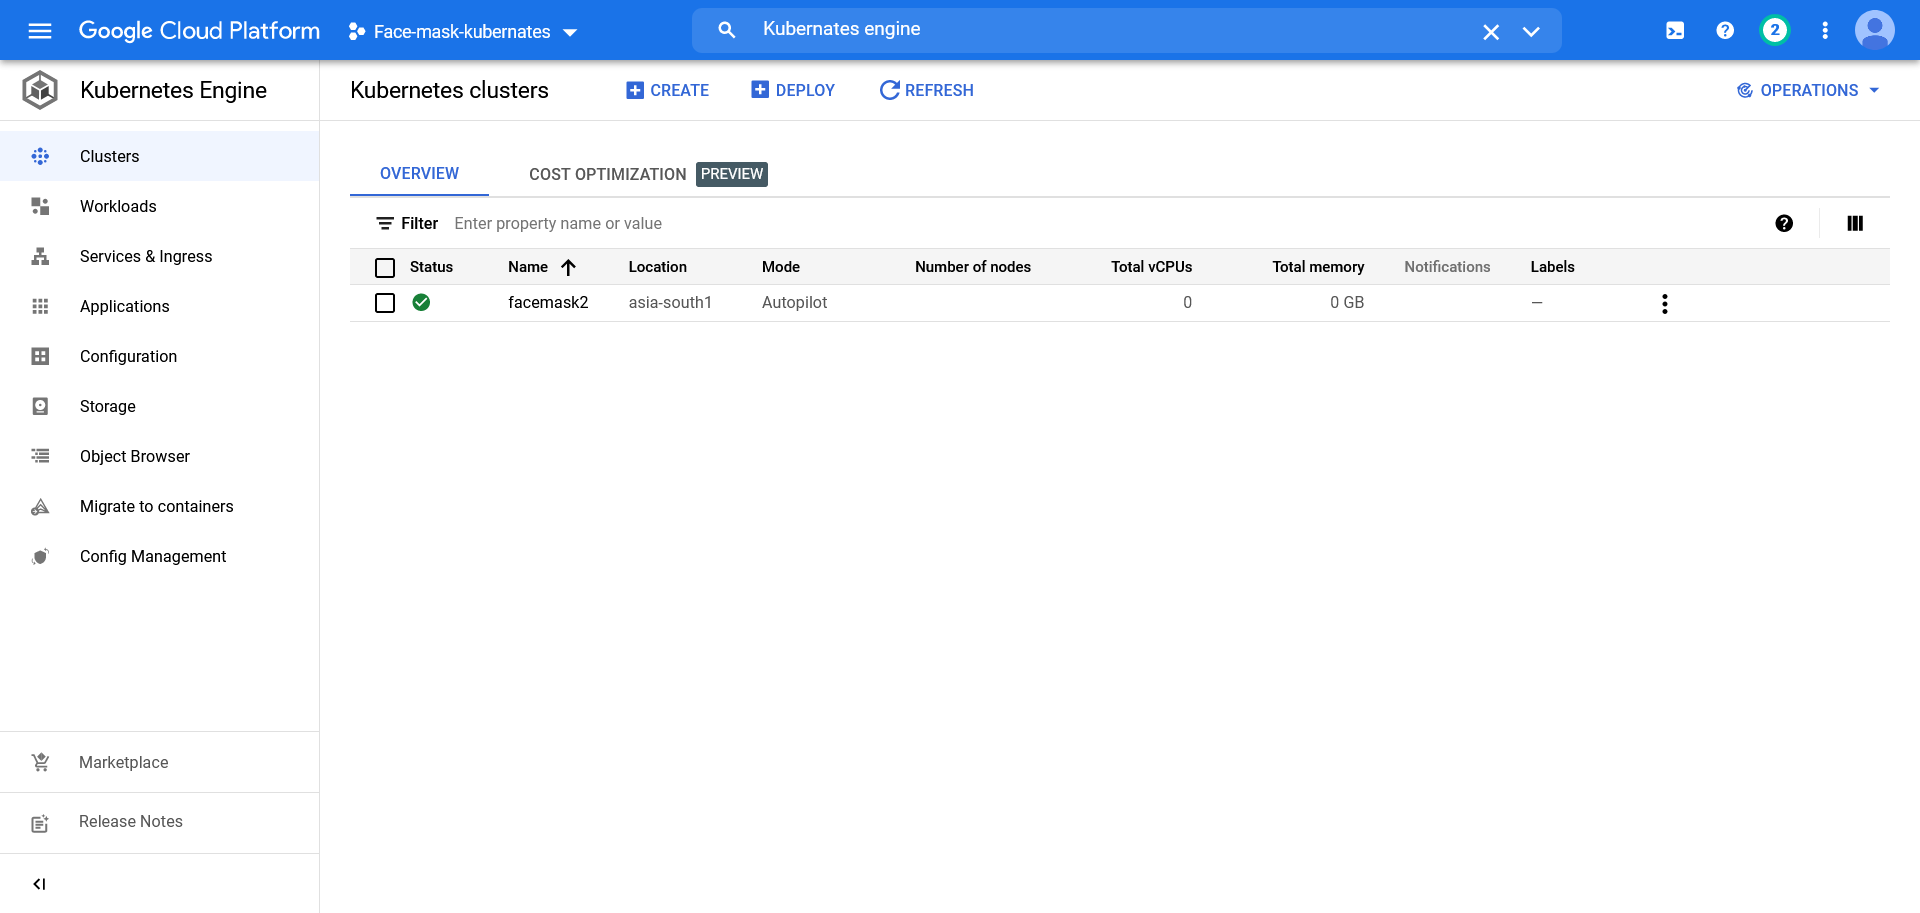 Google Cloud Platform
Face-mask-kubernetes
Kubernetes engine
2
Kubernetes Engine
Kubernetes clusters
CREATE
DEPLOY
REFRESH
OPERATIONS
Clusters
Workloads
Services & Ingress
Applications
Configuration
Storage
Object Browser
Migrate to containers
Config Management
Marketplace
Release Notes
OVERVIEW
COST OPTIMIZATION PREVIEW
Filter Enter property name or value
Status Name Location Mode Number of nodes Total vCPUs Total memory Notifications Labels
facemask2 asia-south1 Autopilot 0 0 GB —